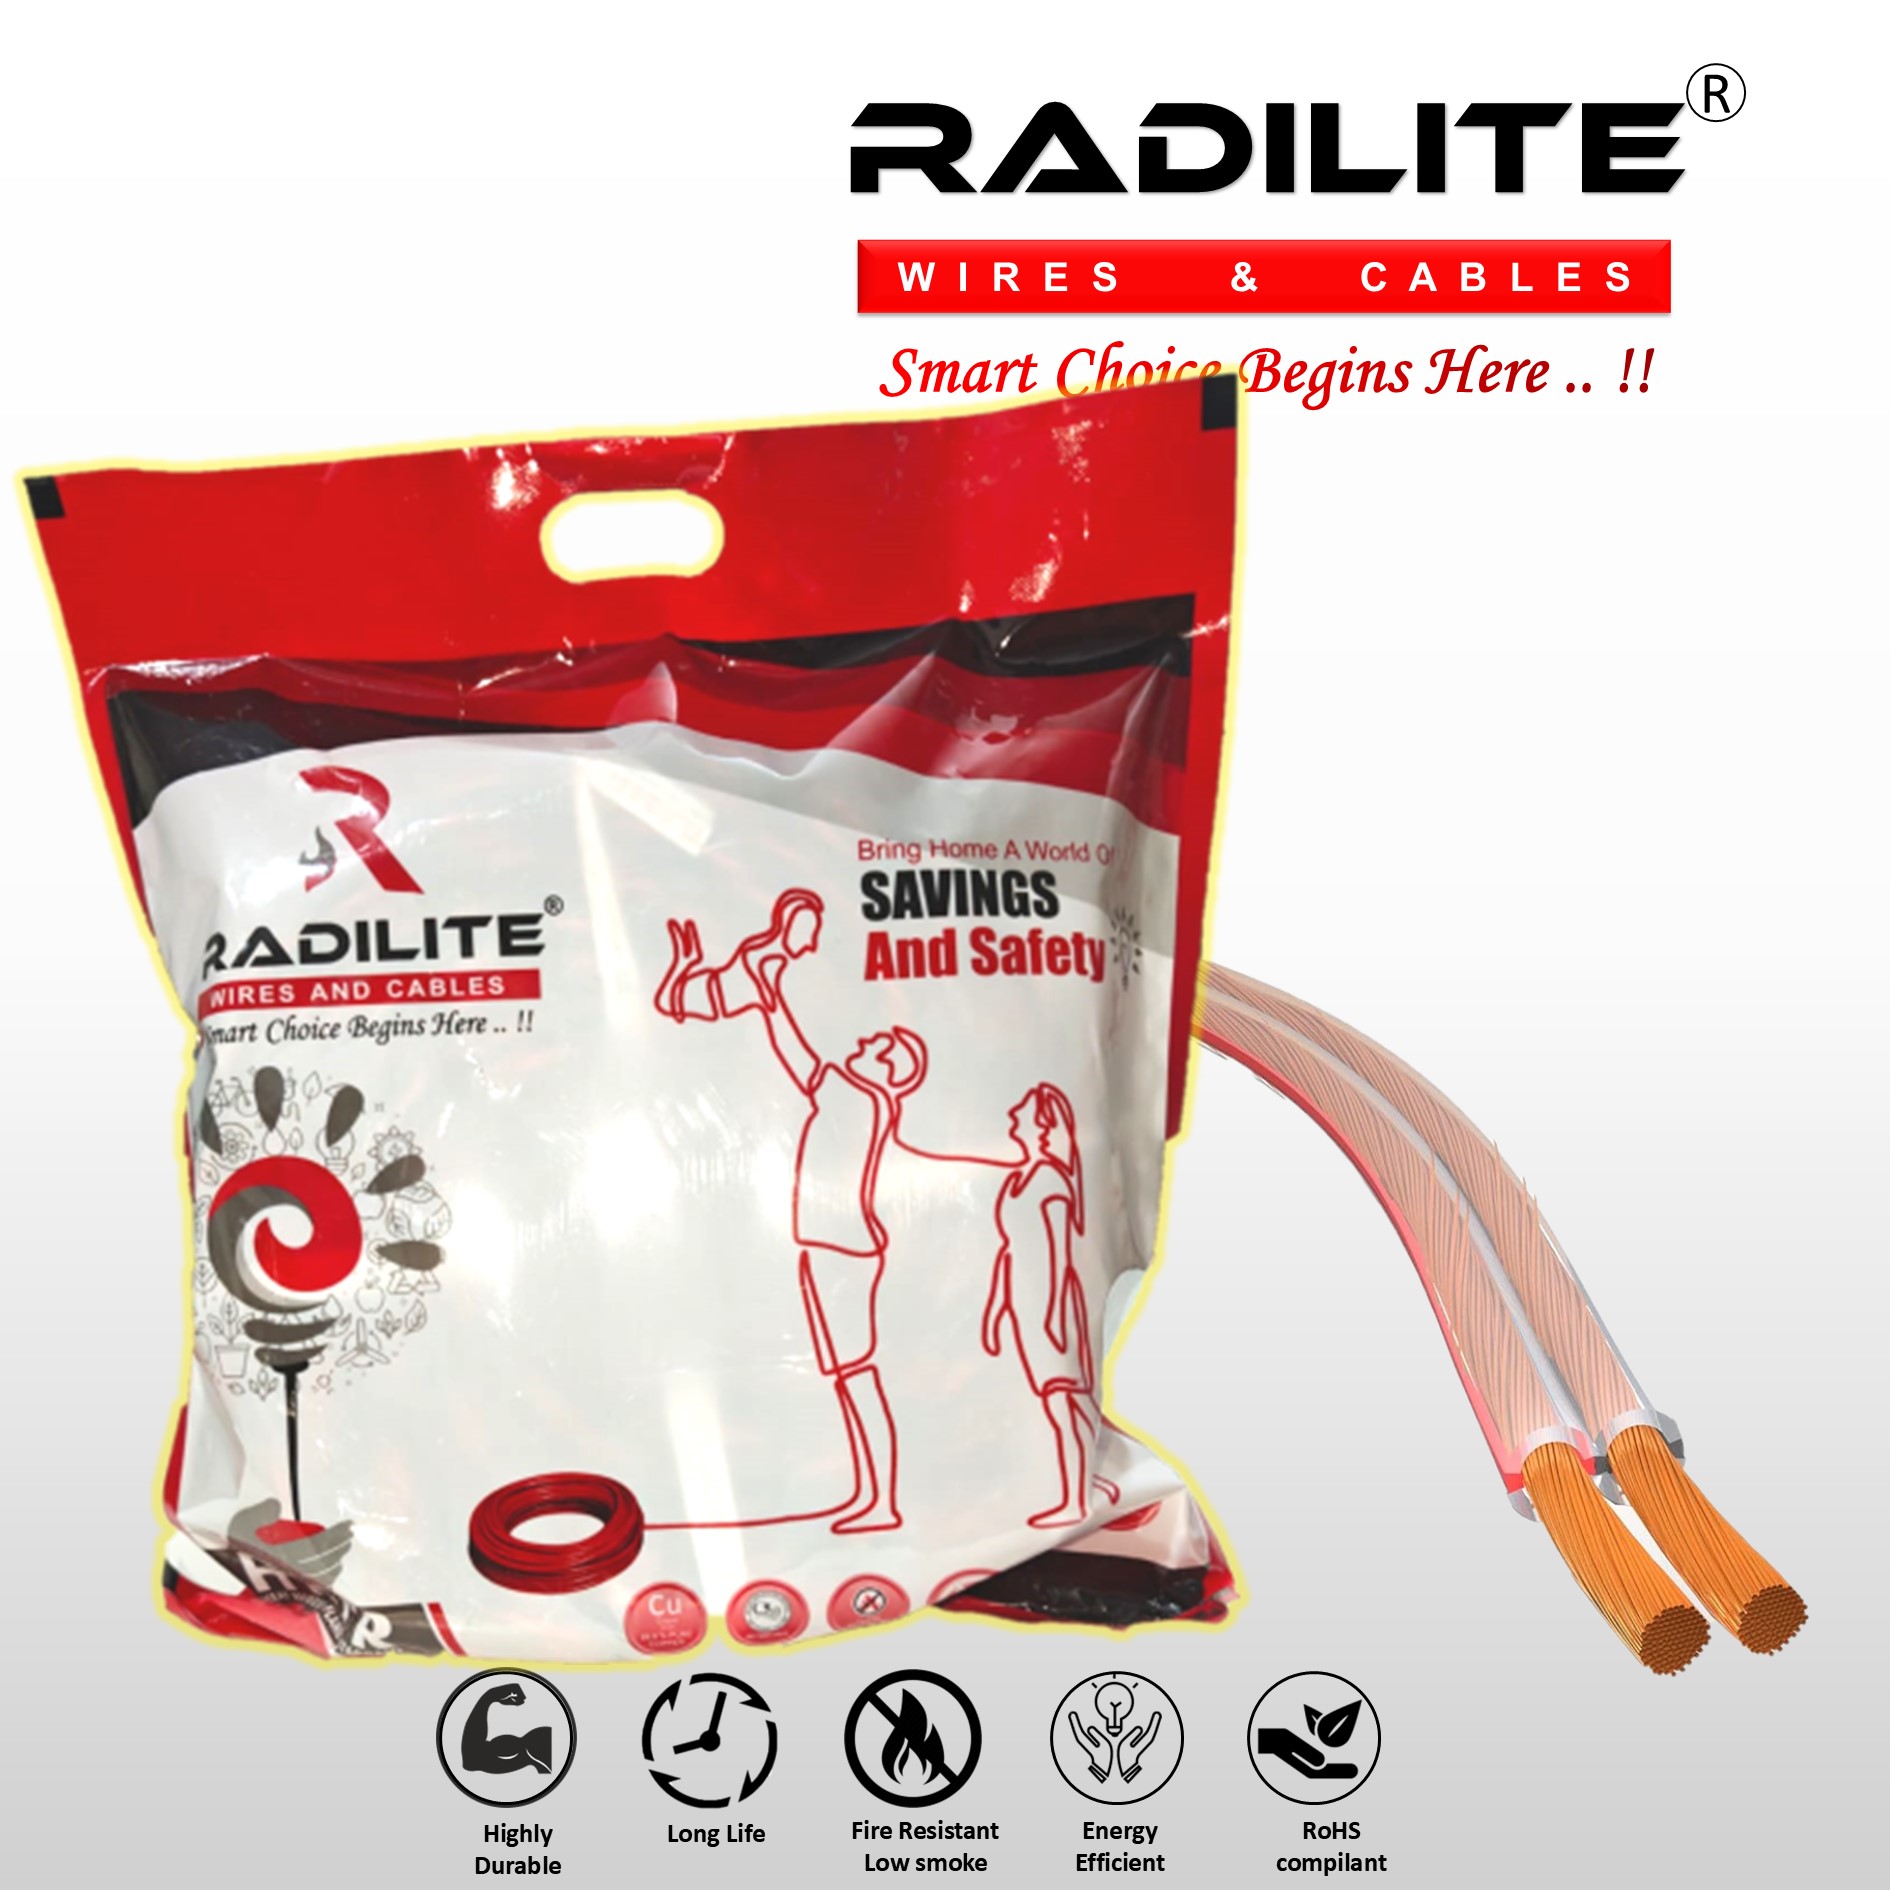 RADILITE®
WIRES & CABLES
Smart Choice Begins Here .. !!
R
RADILITE®
WIRES AND CABLES
Smart Choice Begins Here .. !!
Bring Home A World Of
SAVINGS
And Safety
Cu
Highly
Durable
Long Life
Fire Resistant
Low smoke
Energy
Efficient
RoHS
compilant